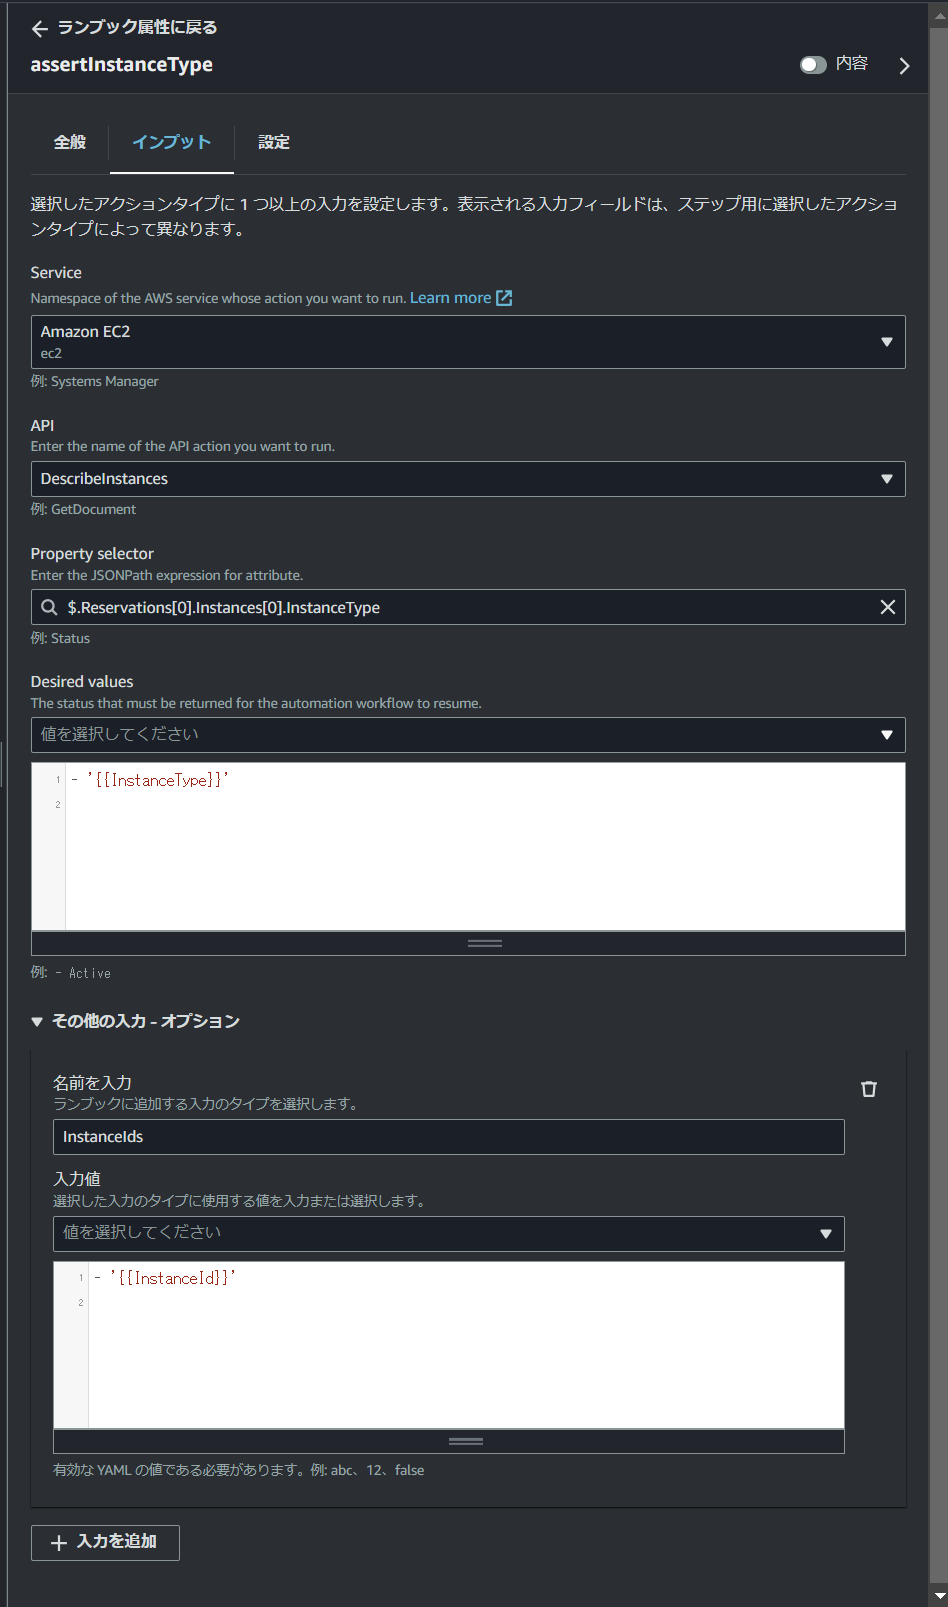 ランブック属性に戻る
assertInstanceType
内容
全般
インプット
設定
選択したアクションタイプに 1 つ以上の入力を設定します。表示される入力フィールドは、ステップ用に選択したアクショ
ンタイプによって異なります。
Service
Namespace of the AWS service whose action you want to run. Learn more
Amazon EC2
ec2
例: Systems Manager
API
Enter the name of the API action you want to run.
DescribeInstances
例: GetDocument
Property selector
Enter the JSONPath expression for attribute.
$.Reservations[0].Instances[0].InstanceType
例: Status
Desired values
The status that must be returned for the automation workflow to resume.
値を選択してください
1 - '{{InstanceType}}'
2
例: - Active
その他の入力 - オプション
名前を入力
ランブックに追加する入力のタイプを選択します。
InstanceIds
入力値
選択した入力のタイプに使用する値を入力または選択します。
値を選択してください
1 - '{{InstanceId}}'
2
有効な YAML の値である必要があります。例: abc、12、false
入力を追加